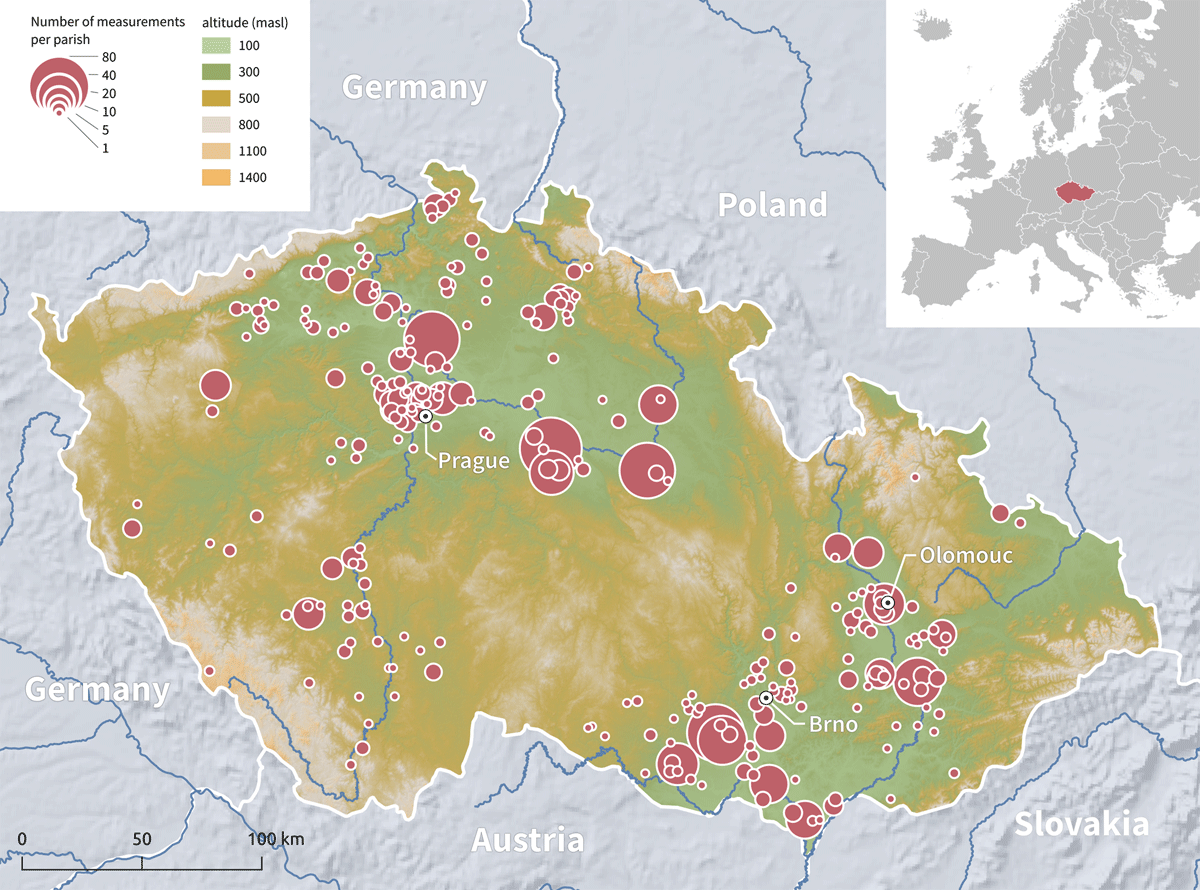 Number of measurements
per parish
80
40
20
10
5
1
altitude (masl)
100
300
500
800
1100
1400
Germany
Poland
Prague
Olomouc
Germany
Brno
Austria
Slovakia
0 50 100 km